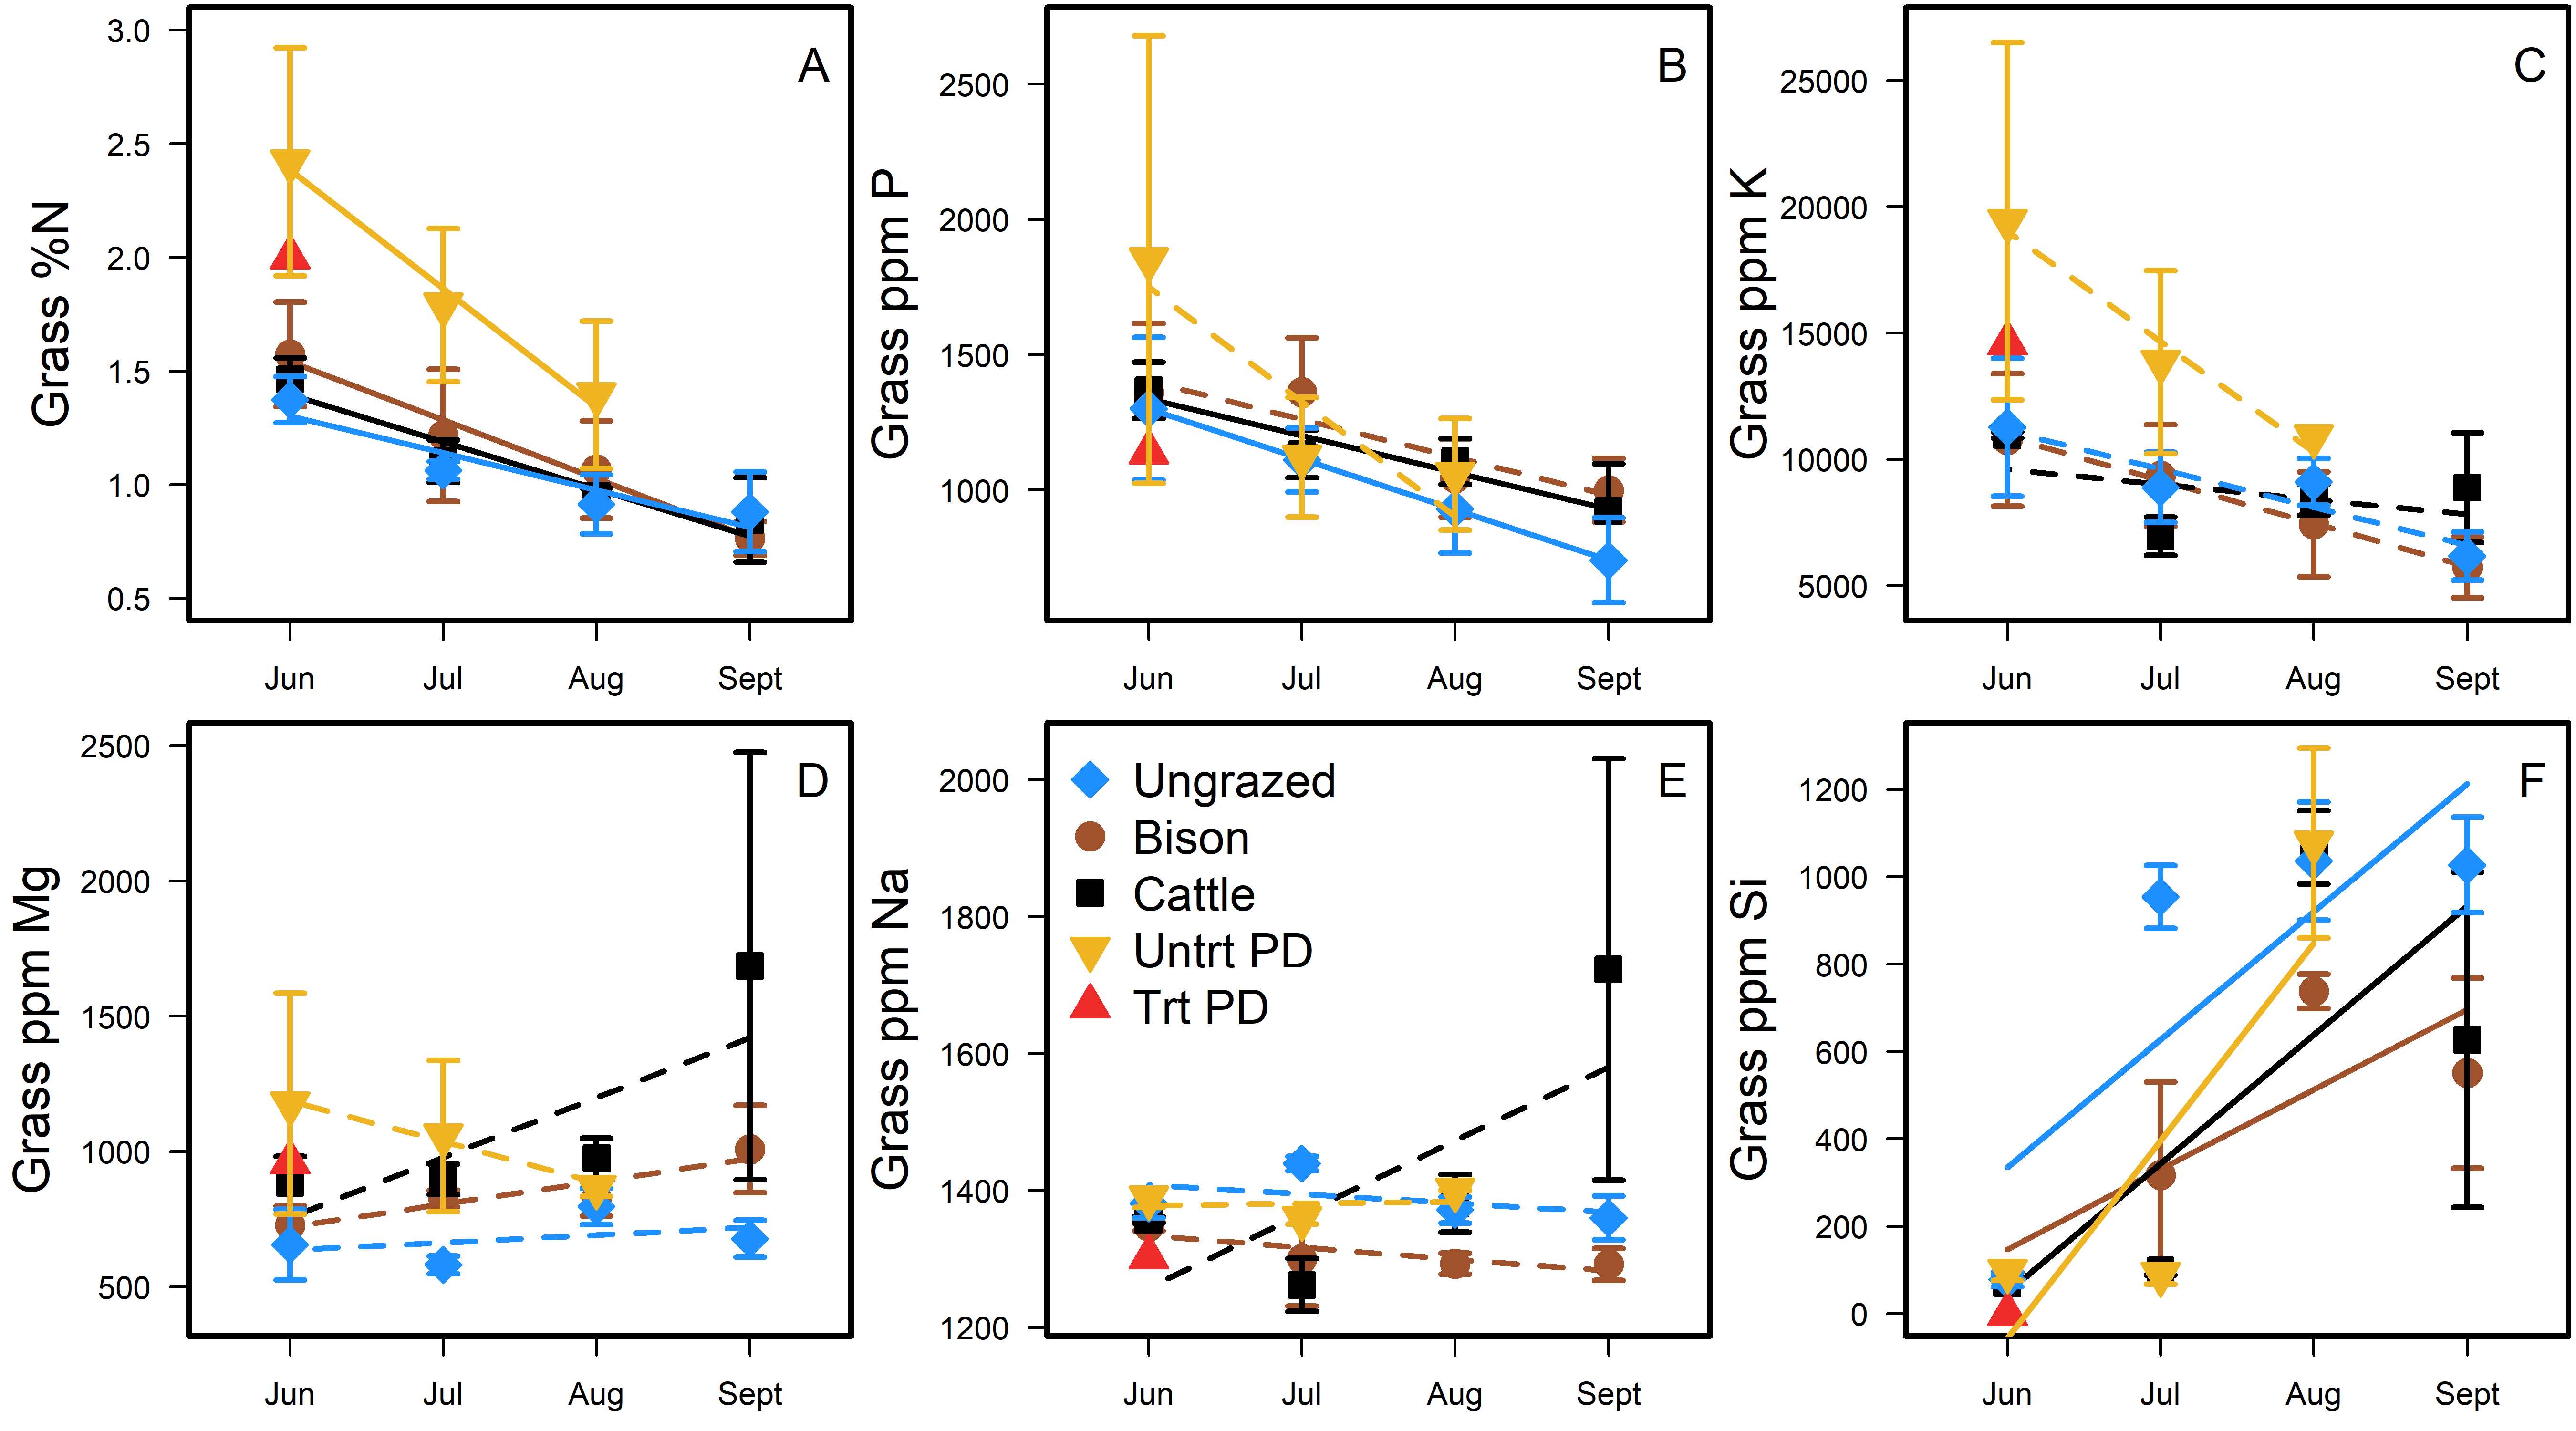 A
Grass %N
3.0
2.5
2.0
1.5
1.0
0.5
Jun Jul Aug Sept
B
Grass ppm P
2500
2000
1500
1000
Jun Jul Aug Sept
C
Grass ppm K
25000
20000
15000
10000
5000
Jun Jul Aug Sept
D
Grass ppm Mg
2500
2000
1500
1000
500
Jun Jul Aug Sept
E
Grass ppm Na
2000
1800
1600
1400
1200
Ungrazed
Bison
Cattle
Untrt PD
Trt PD
Jun Jul Aug Sept
F
Grass ppm Si
1200
1000
800
600
400
200
0
Jun Jul Aug Sept